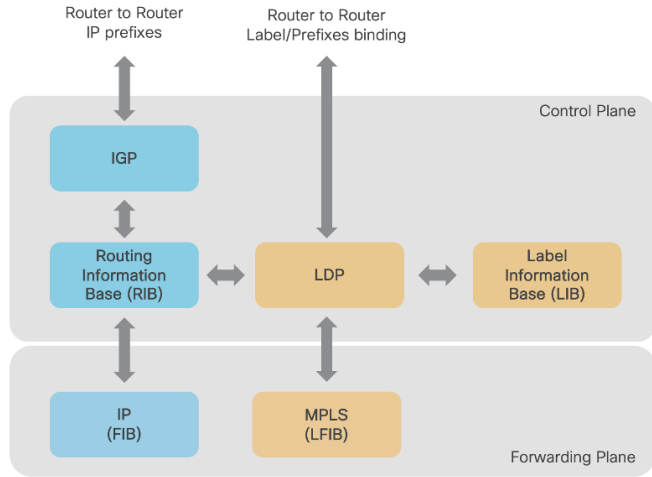 Router to Router
IP prefixes
Router to Router
Label/Prefixes binding
Control Plane
IGP
Routing
Information
Base (RIB)
LDP
Label
Information
Base (LIB)
IP
(FIB)
MPLS
(LFIB)
Forwarding Plane